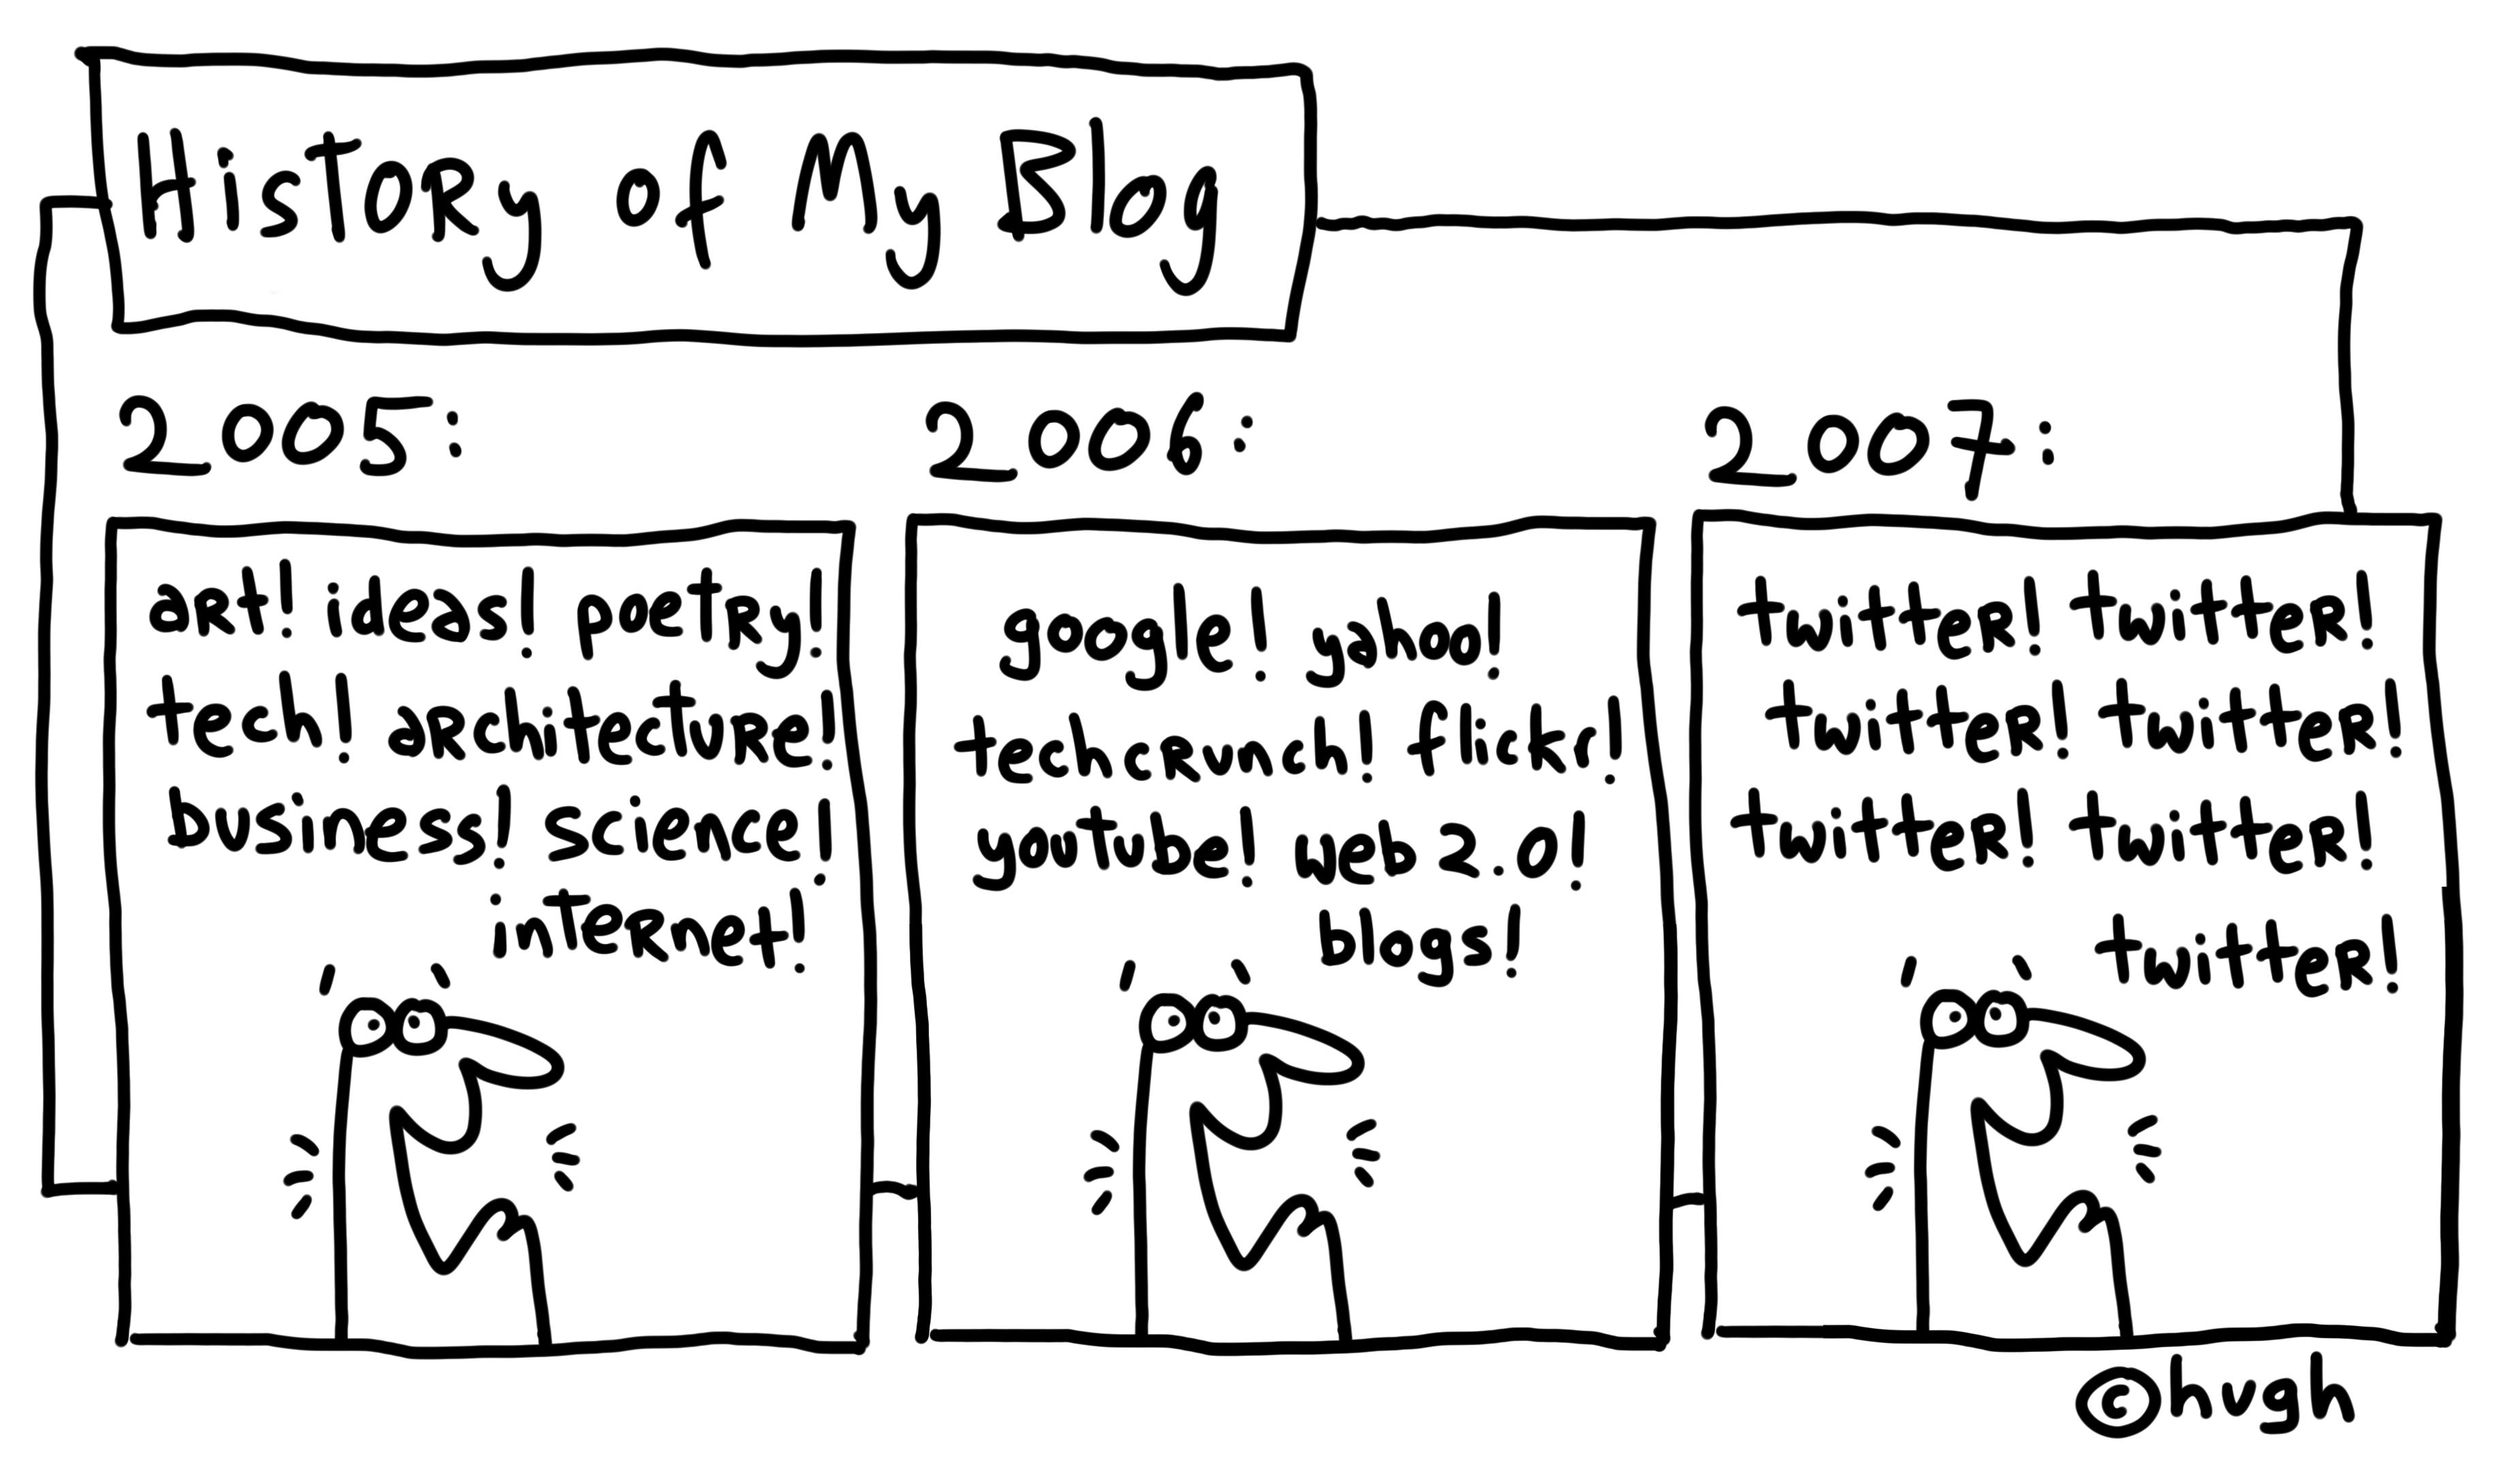 History of My Blog
2005:
art! ideas! poetry!
tech! architecture!
business! science!
internet!
2006:
google! yahoo!
techcrunch! flickr!
youtube! web 2.0!
blogs!
2007:
twitter! twitter!
twitter! twitter!
twitter! twitter!
twitter!
©hugh